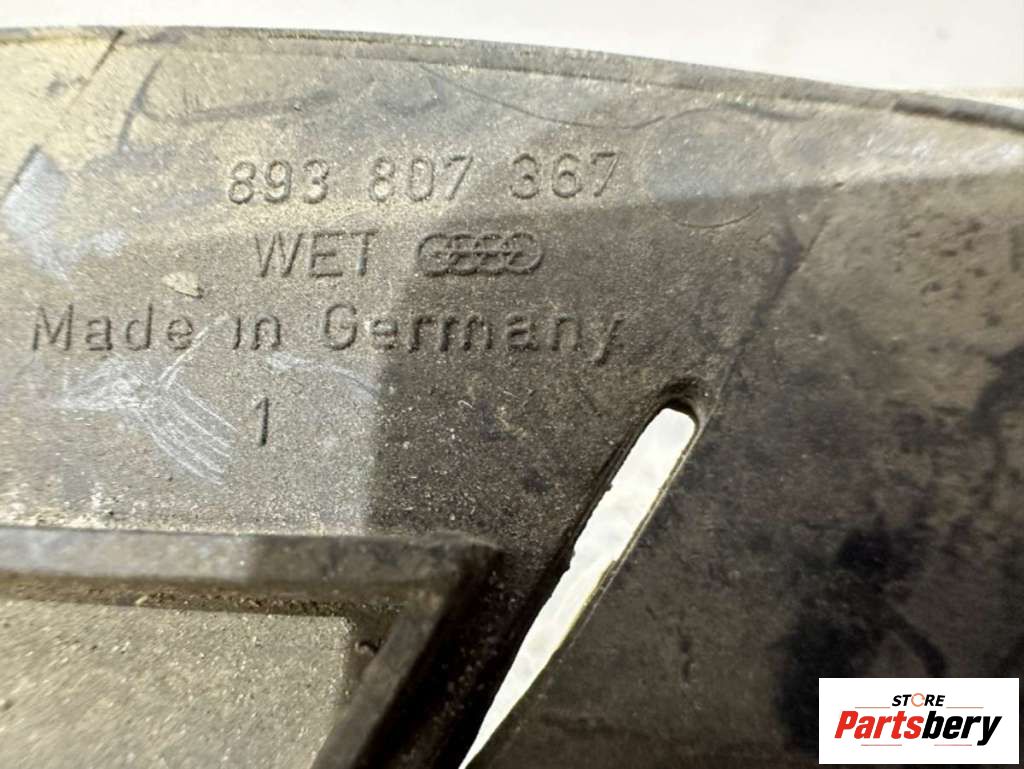 893 807 367
WET
Made in Germany
1
STORE
Partsbery